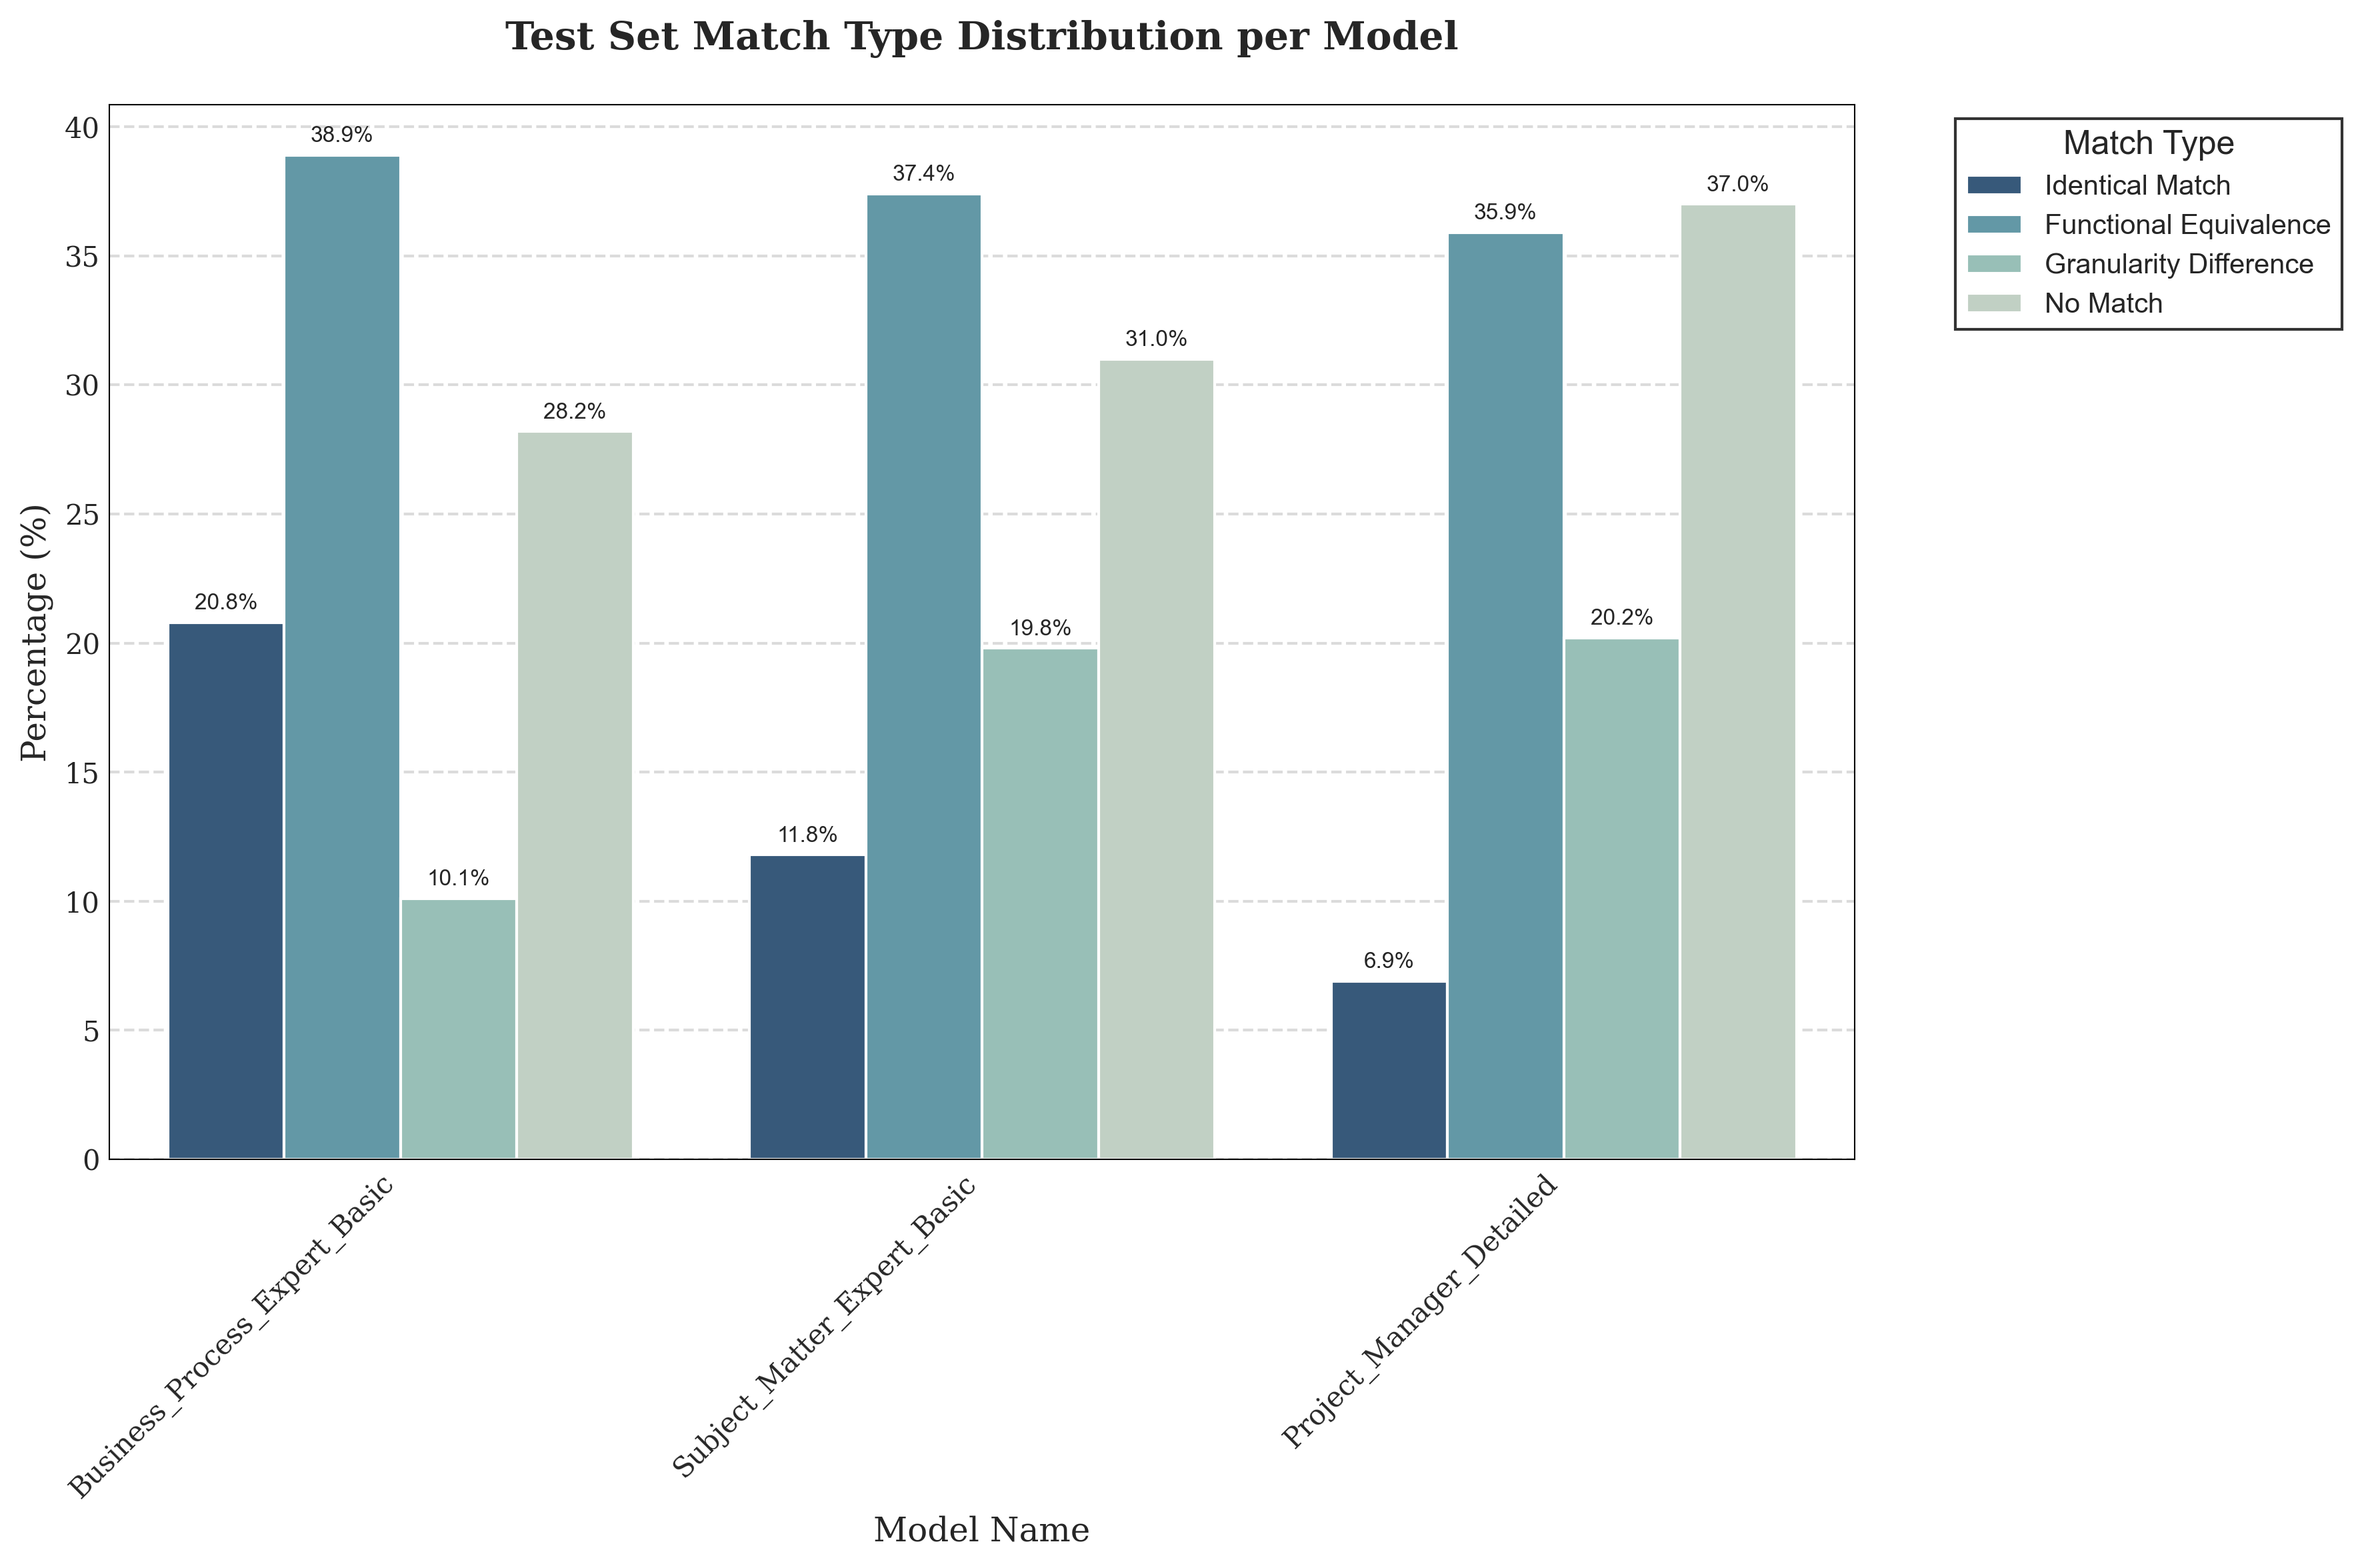 Test Set Match Type Distribution per Model
Match Type
Identical Match
Functional Equivalence
Granularity Difference
No Match
Percentage (%)
40
35
30
25
20
15
10
5
0
20.8%
38.9%
10.1%
28.2%
11.8%
37.4%
19.8%
31.0%
6.9%
35.9%
20.2%
37.0%
Business_Process_Expert_Basic
Subject_Matter_Expert_Basic
Project_Manager_Detailed
Model Name